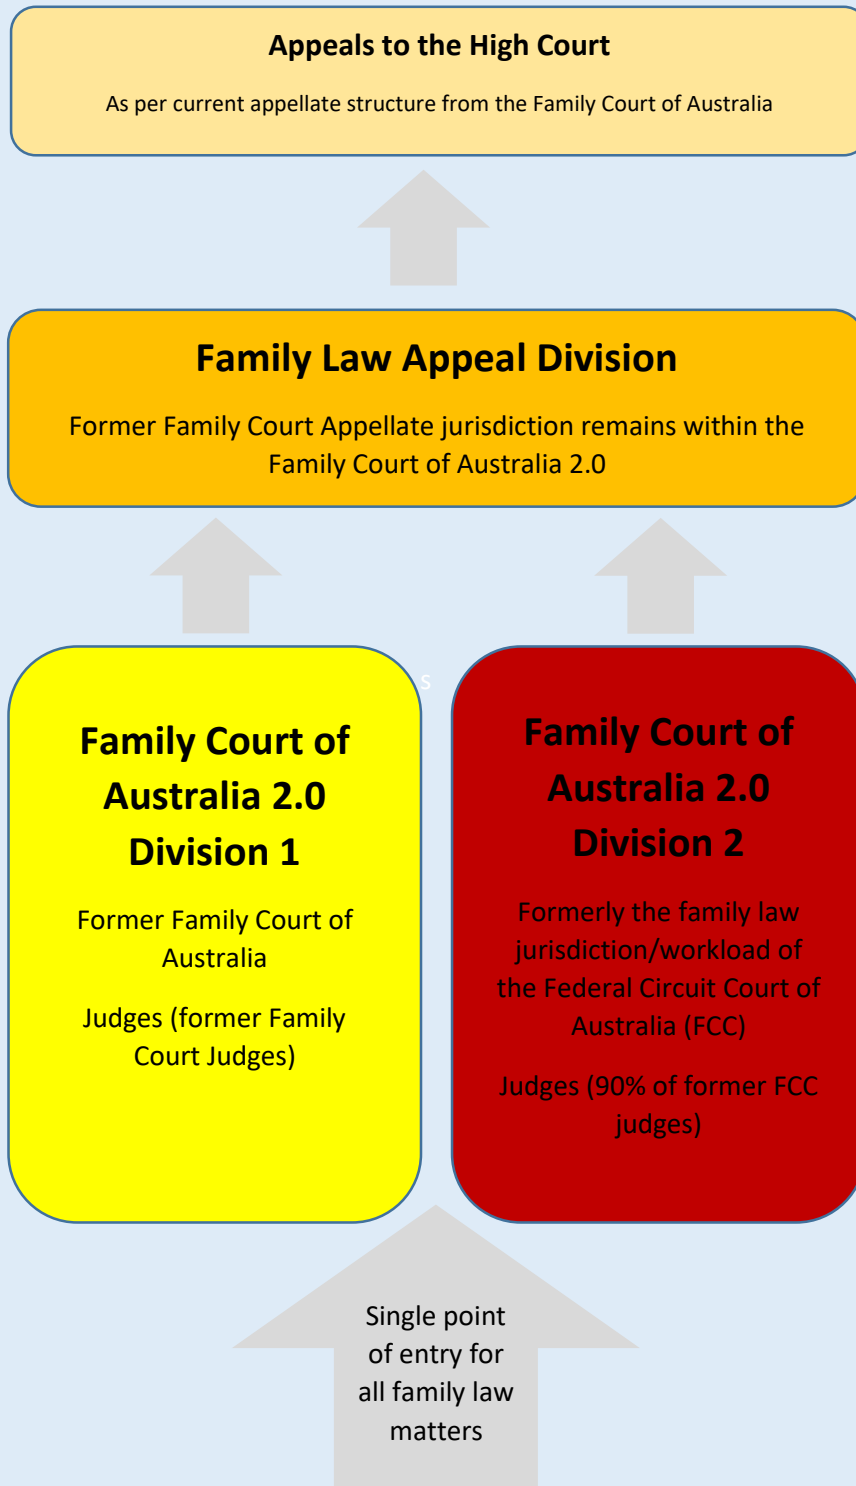 Appeals to the High Court
As per current appellate structure from the Family Court of Australia
Family Law Appeal Division
Former Family Court Appellate jurisdiction remains within the
Family Court of Australia 2.0
s
Family Court of
Australia 2.0
Division 1
Former Family Court of
Australia
Judges (former Family
Court Judges)
Family Court of
Australia 2.0
Division 2
Formerly the family law
jurisdiction/workload of
the Federal Circuit Court of
Australia (FCC)
Judges (90% of former FCC
judges)
Single point
of entry for
all family law
matters